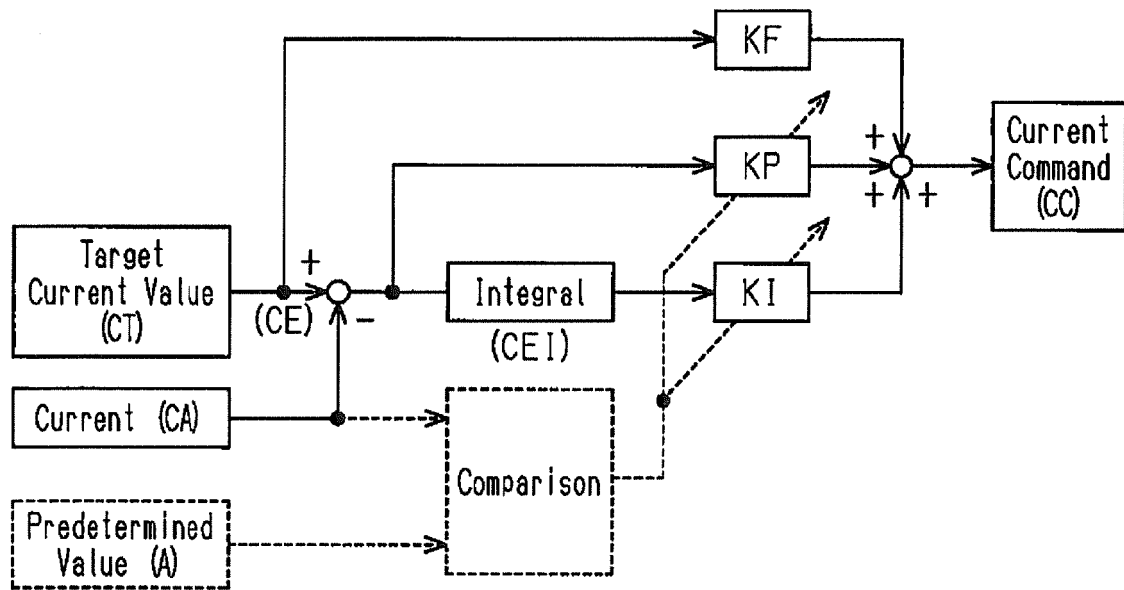 KF
KP
KI
+
+
+
Current
Command
(CC)
Target
Current Value
(CT)
+
-
(CE)
Integral
(CEI)
Current (CA)
Comparison
Predetermined
Value (A)